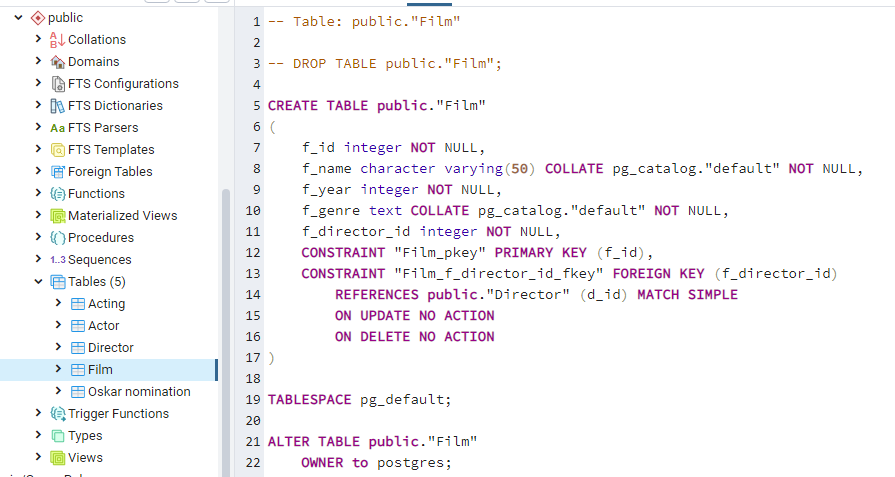 public
Collations
Domains
FTS Configurations
FTS Dictionaries
Aa FTS Parsers
FTS Templates
Foreign Tables
Functions
Materialized Views
Procedures
1..3 Sequences
Tables (5)
Acting
Actor
Director
Film
Oskar nomination
Trigger Functions
Types
Views
1 -- Table: public."Film"
2
3 -- DROP TABLE public."Film";
4
5 CREATE TABLE public."Film"
6 (
7     f_id integer NOT NULL,
8     f_name character varying(50) COLLATE pg_catalog."default" NOT NULL,
9     f_year integer NOT NULL,
10     f_genre text COLLATE pg_catalog."default" NOT NULL,
11     f_director_id integer NOT NULL,
12     CONSTRAINT "Film_pkey" PRIMARY KEY (f_id),
13     CONSTRAINT "Film_f_director_id_fkey" FOREIGN KEY (f_director_id)
14         REFERENCES public."Director" (d_id) MATCH SIMPLE
15         ON UPDATE NO ACTION
16         ON DELETE NO ACTION
17 )
18
19 TABLESPACE pg_default;
20
21 ALTER TABLE public."Film"
22     OWNER to postgres;